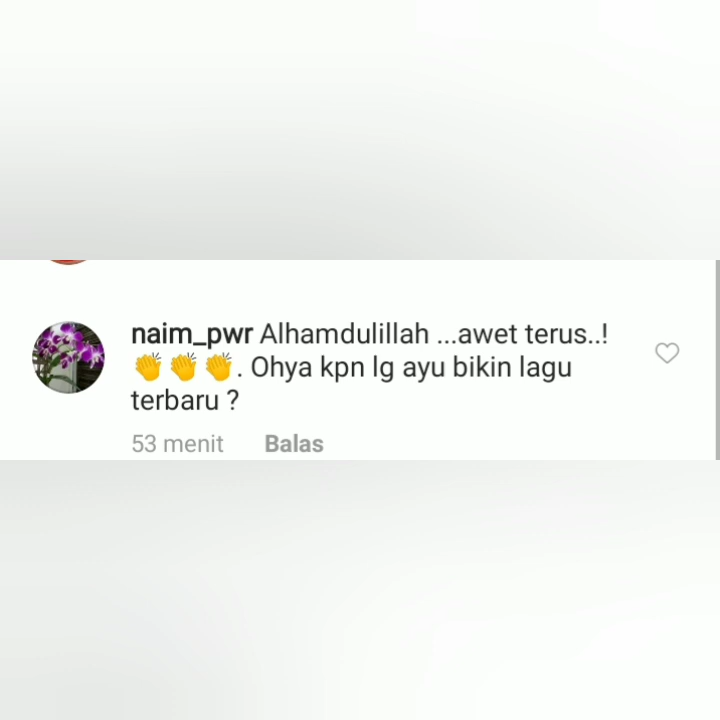 naim_pwr Alhamdulillah ...awet terus..!
👏👏👏. Ohya kpn lg ayu bikin lagu
terbaru ?
53 menit Balas